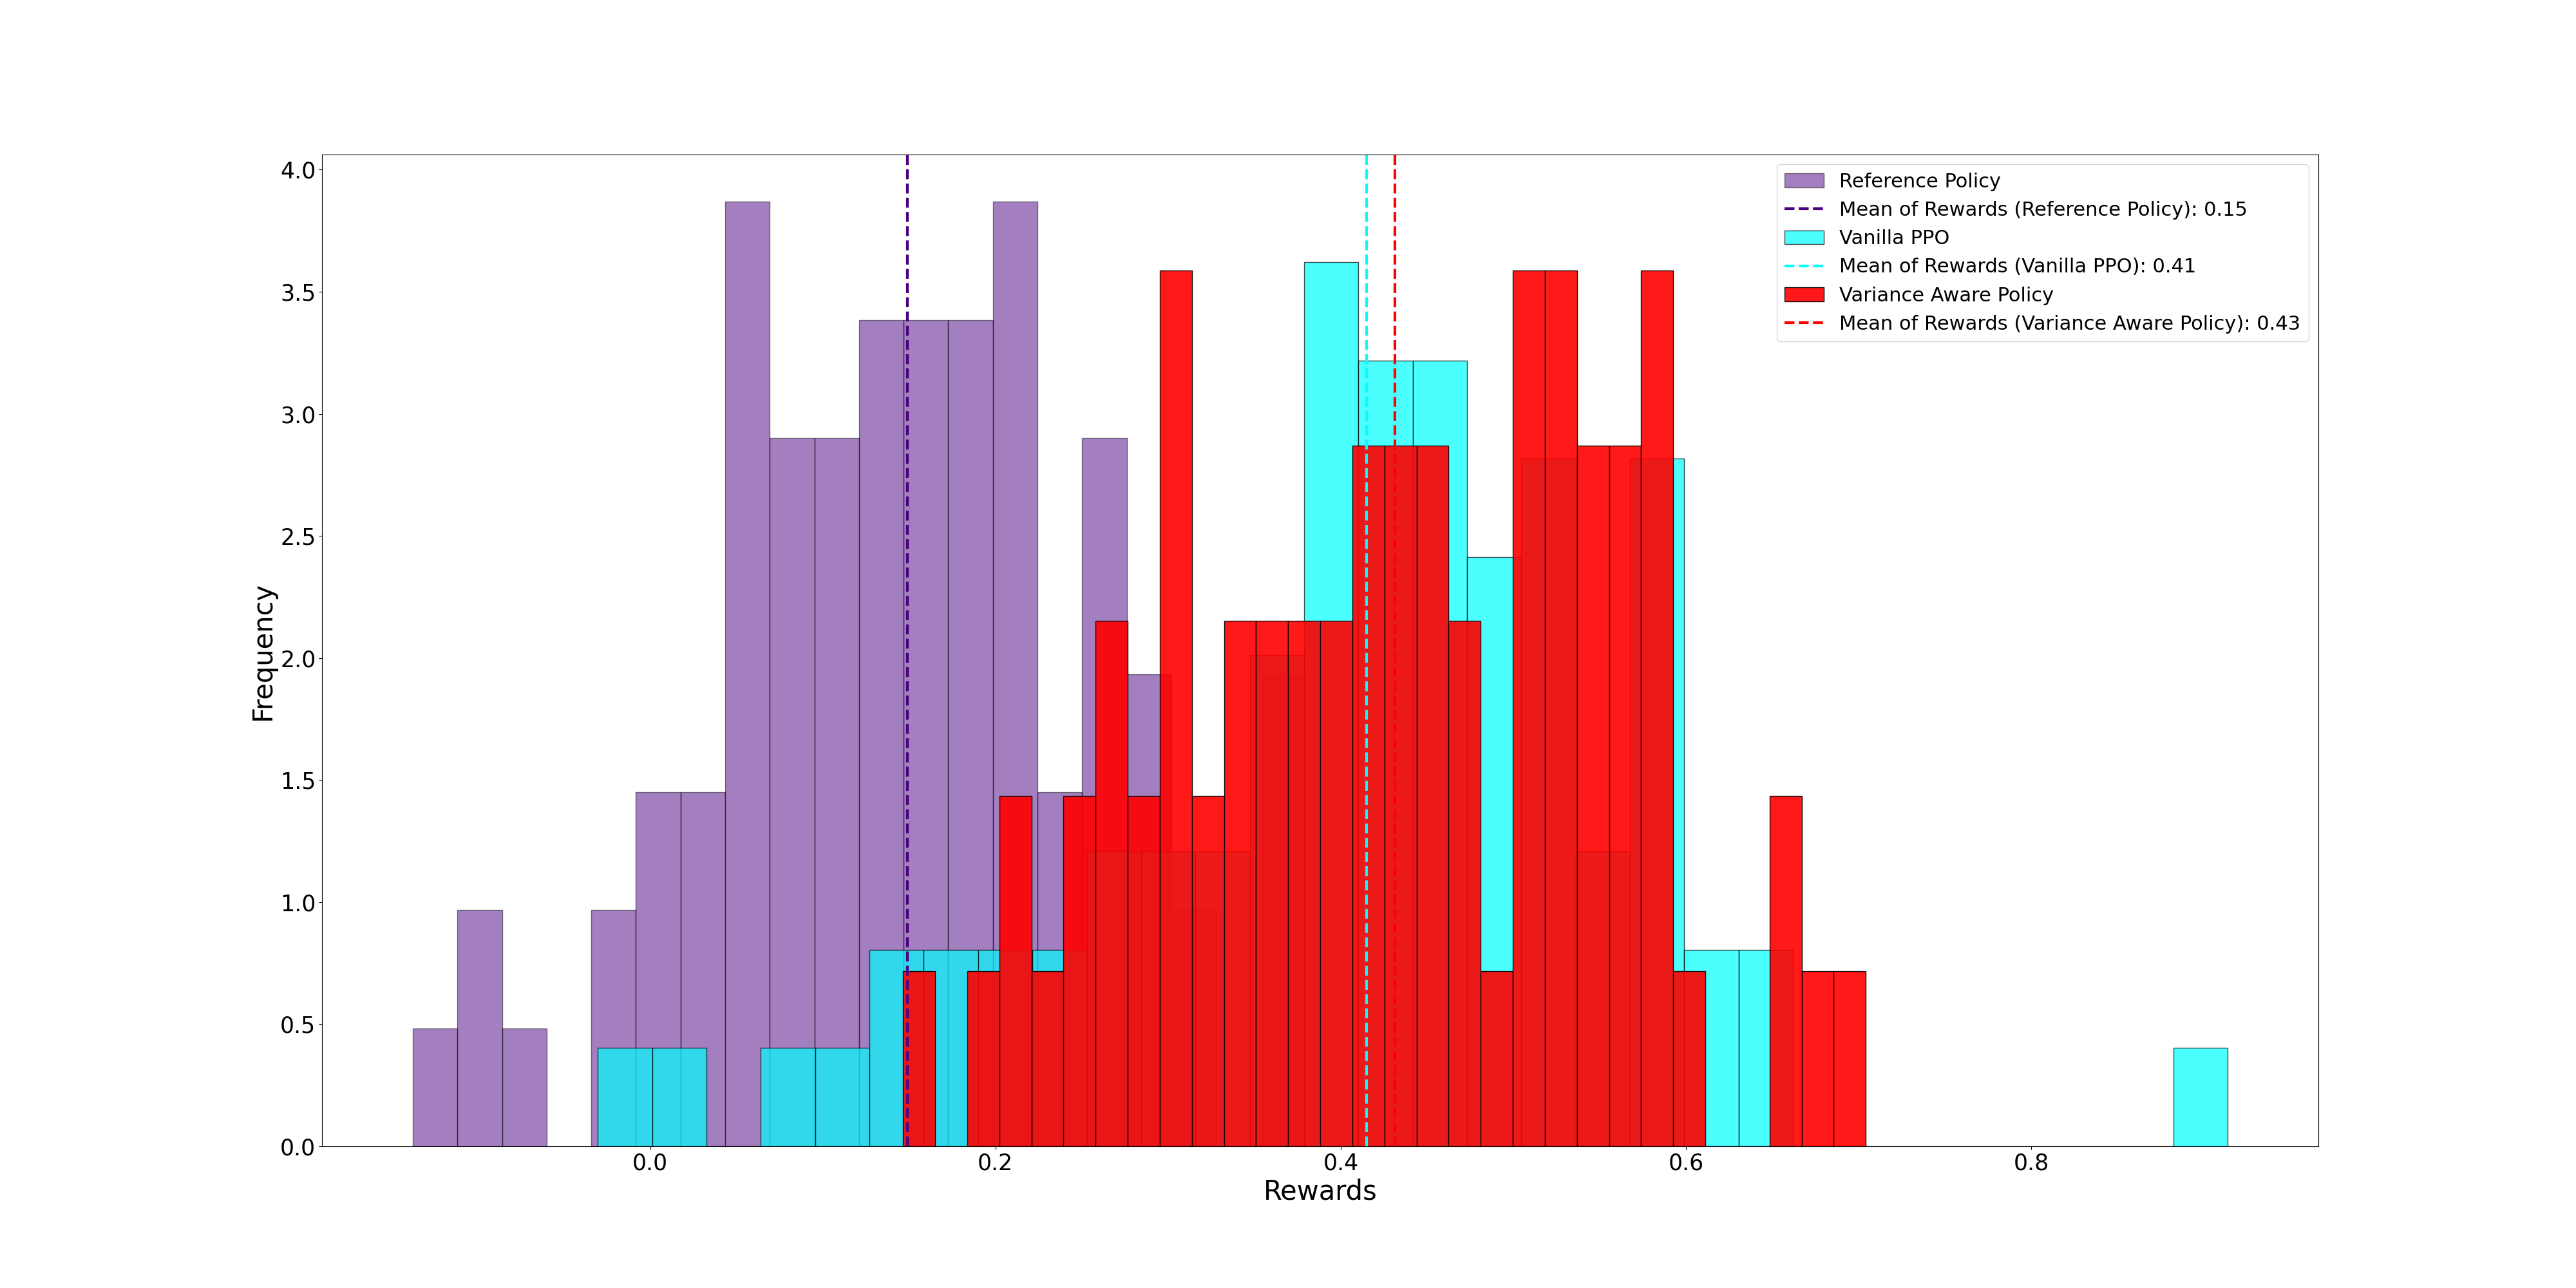 Reference Policy
Mean of Rewards (Reference Policy): 0.15
Vanilla PPO
Mean of Rewards (Vanilla PPO): 0.41
Variance Aware Policy
Mean of Rewards (Variance Aware Policy): 0.43
Frequency
4.0
3.5
3.0
2.5
2.0
1.5
1.0
0.5
0.0
0.0 0.2 0.4 0.6 0.8
Rewards